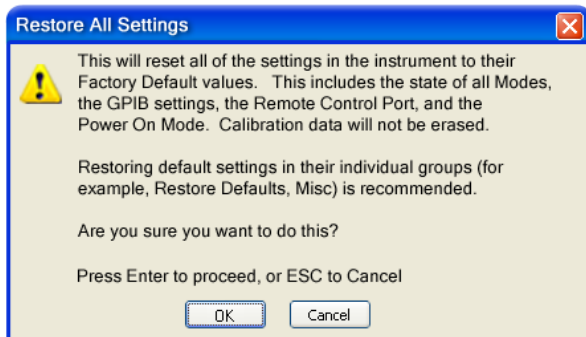 Restore All Settings
This will reset all of the settings in the instrument to their
Factory Default values. This includes the state of all Modes,
the GPIB settings, the Remote Control Port, and the
Power On Mode. Calibration data will not be erased.
Restoring default settings in their individual groups (for
example, Restore Defaults, Misc) is recommended.
Are you sure you want to do this?
Press Enter to proceed, or ESC to Cancel
OK
Cancel